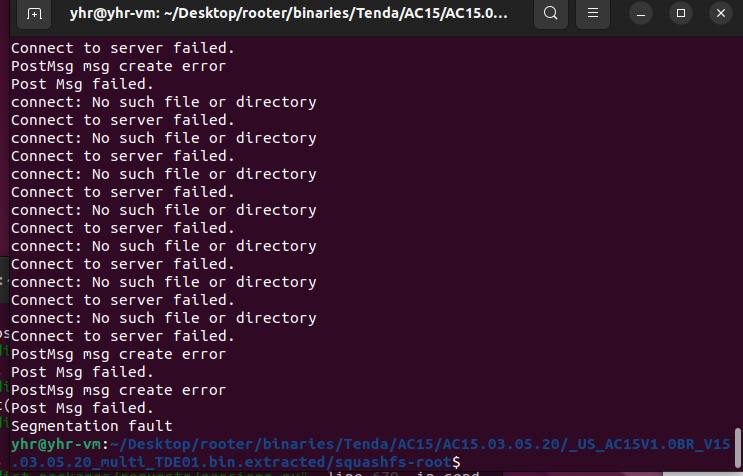 yhr@yhr-vm: ~/Desktop/rooter/binaries/Tenda/AC15/AC15.0...
Connect to server failed.
PostMsg msg create error
Post Msg failed.
connect: No such file or directory
Connect to server failed.
connect: No such file or directory
Connect to server failed.
connect: No such file or directory
Connect to server failed.
connect: No such file or directory
Connect to server failed.
connect: No such file or directory
Connect to server failed.
connect: No such file or directory
Connect to server failed.
connect: No such file or directory
Connect to server failed.
PostMsg msg create error
Post Msg failed.
PostMsg msg create error
Post Msg failed.
Segmentation fault
yhr@yhr-vm:~/Desktop/rooter/binaries/Tenda/AC15/AC15.03.05.20/_US_AC15V1.0BR_V15
.03.05.20_multi_TDE01.bin.extracted/squashfs-root$